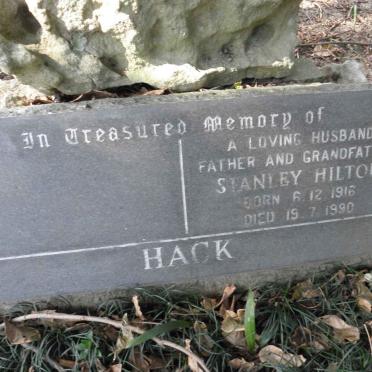 In Treasured Memory of
A LOVING HUSBAND
FATHER AND GRANDFAT
STANLEY HILTO
BORN 6.12.1916
DIED 19.7.1990
HACK